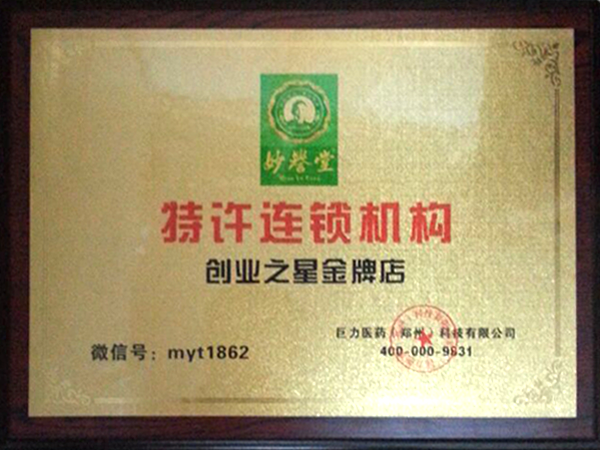 妙誉堂
Miao Yu Tang
特许连锁机构
创业之星金牌店
巨力医药(郑州)科技有限公司
微信号:myt1862
400-000-9831